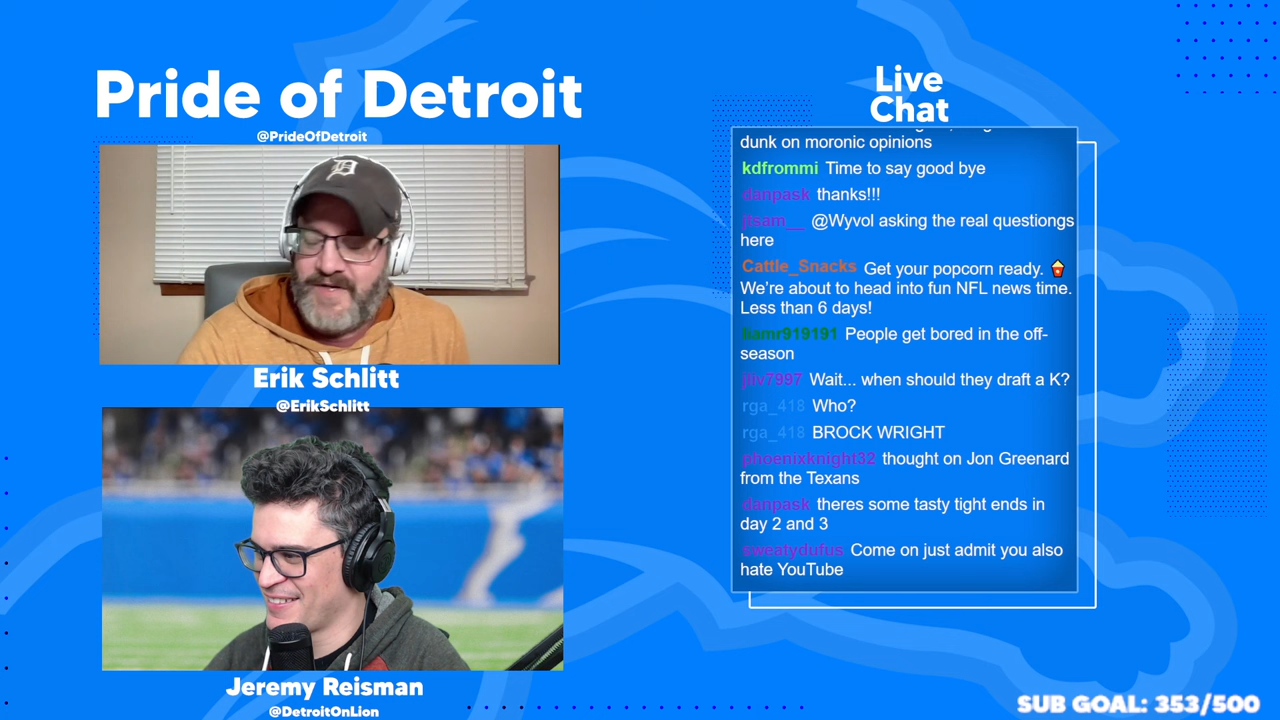 Pride of Detroit
@PrideOfDetroit
D
Erik Schlitt
@ErikSchlitt
Jeremy Reisman
@DetroitOnLion
Live
Chat
dunk on moronic opinions
kdfrommi Time to say good bye
danpask thanks!!!
jtsam__ @Wyvol asking the real questiongs
here
Cattle_Snacks Get your popcorn ready. 🍿
We're about to head into fun NFL news time.
Less than 6 days!
liamr919191 People get bored in the off-
season
Wait... when should they draft a K?
rga_418 Who?
rga_418 BROCK WRIGHT
phoenixknight32 thought on Jon Greenard
from the Texans
danpask theres some tasty tight ends in
day 2 and 3
sweatydufus Come on just admit you also
hate YouTube
SUB GOAL: 353/500